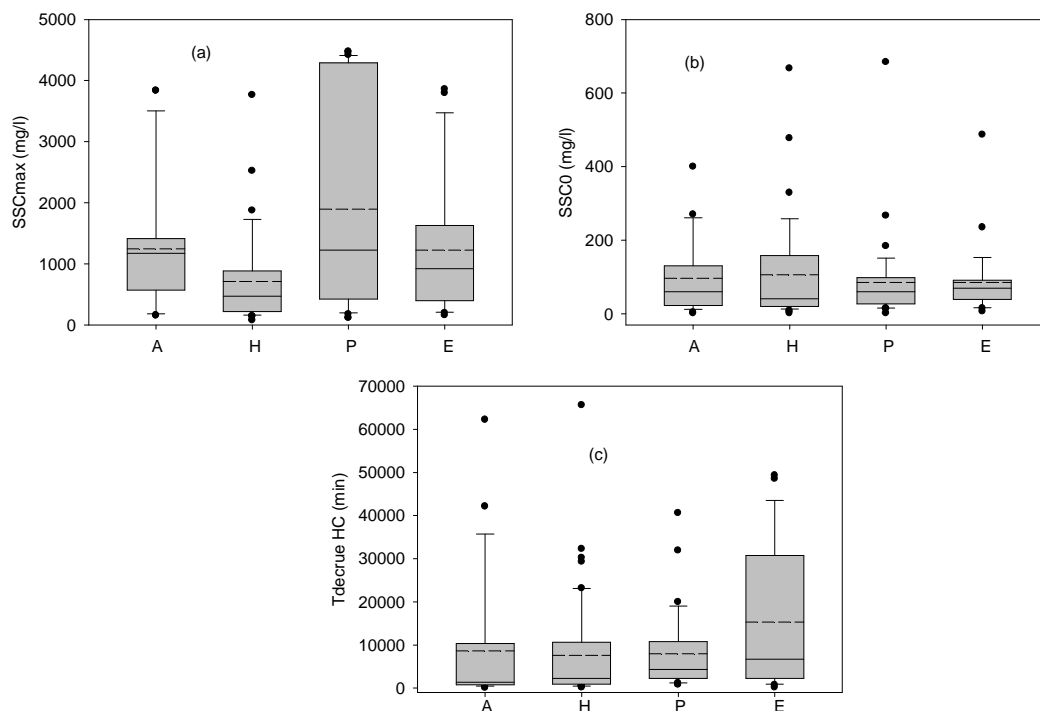 (a)
SSCmax (mg/l)
5000
4000
3000
2000
1000
0
A H P E
(b)
SSC0 (mg/l)
800
600
400
200
0
A H P E
(c)
Tdecrue HC (min)
70000
60000
50000
40000
30000
20000
10000
0
A H P E